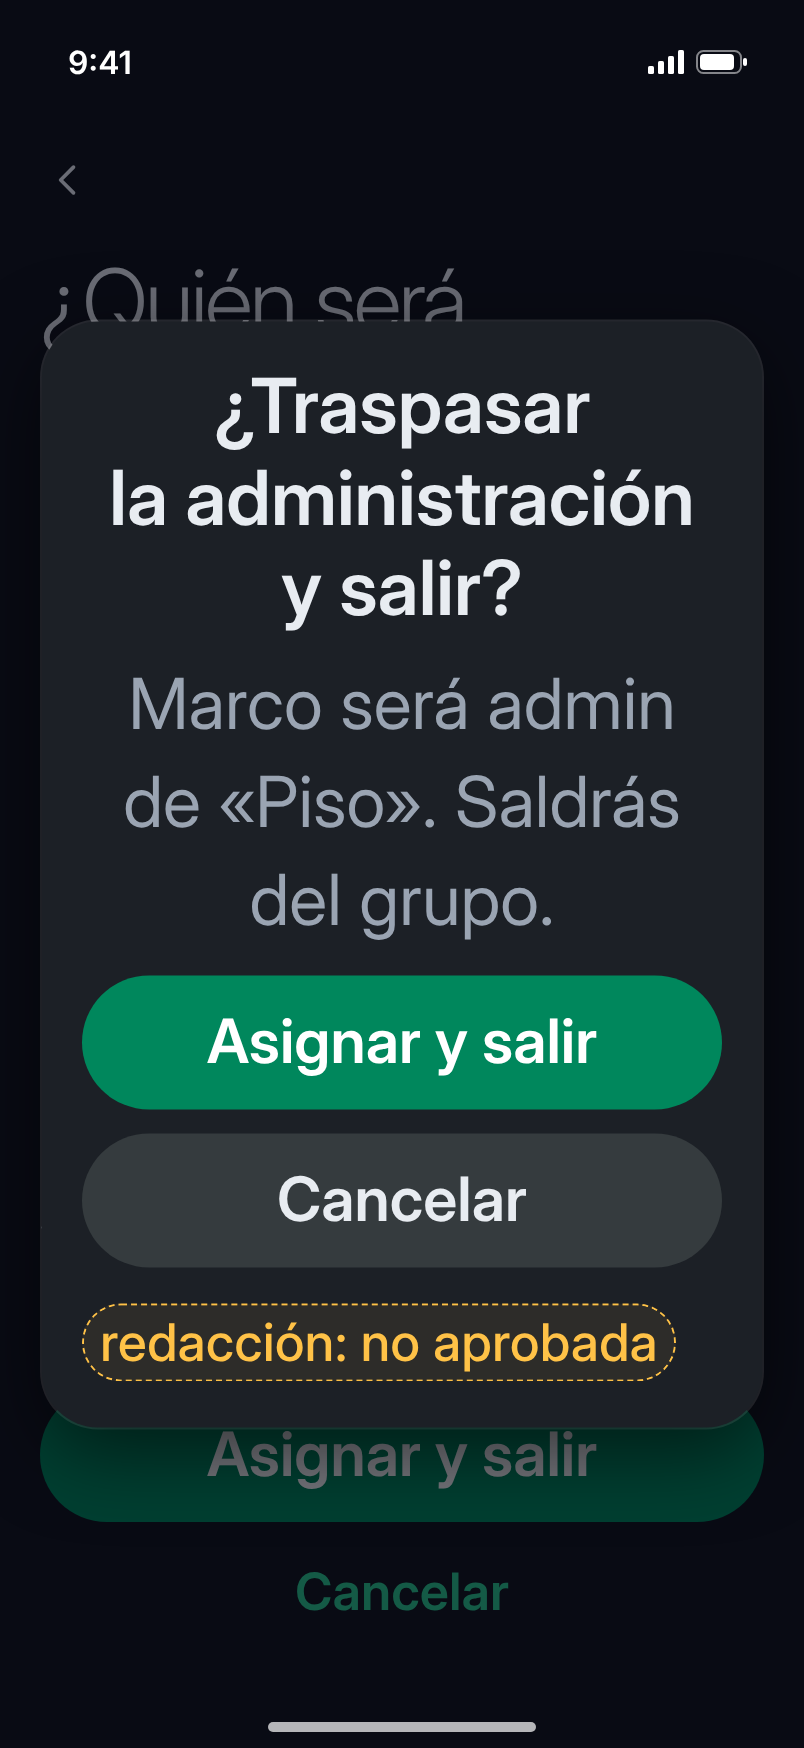 9:41
¿Quién será
¿Traspasar
la administración
y salir?
Marco será admin
de «Piso». Saldrás
del grupo.
Asignar y salir
Cancelar
redacción: no aprobada
Asignar y salir
Cancelar